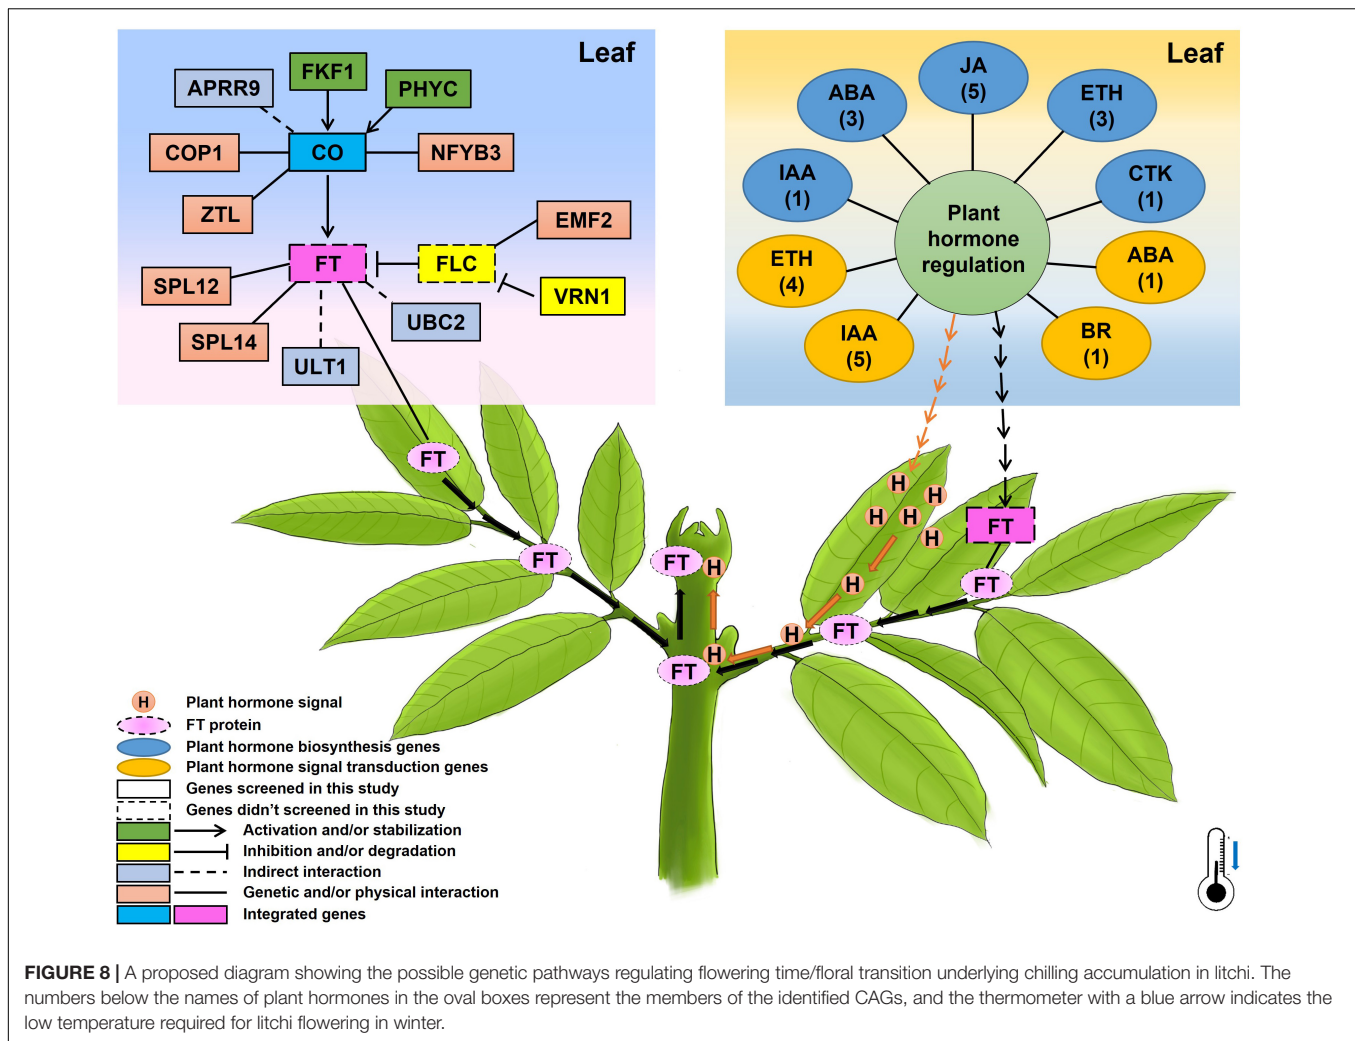 Leaf
FKF1
APRR9
PHYC
COP1
CO
NFYB3
ZTL
EMF2
FT
FLC
SPL12
VRN1
UBC2
SPL14
ULT1
Leaf
JA
(5)
ABA
(3)
ETH
(3)
IAA
(1)
CTK
(1)
Plant
hormone
regulation
ETH
(4)
ABA
(1)
IAA
(5)
BR
(1)
FT
FT
FT
H
FT
H
H
H
H
H
H
H
H
FT
FT
FT
H Plant hormone signal
FT protein
Plant hormone biosynthesis genes
Plant hormone signal transduction genes
Genes screened in this study
Genes didn't screened in this study
Activation and/or stabilization
Inhibition and/or degradation
Indirect interaction
Genetic and/or physical interaction
Integrated genes
FIGURE 8 | A proposed diagram showing the possible genetic pathways regulating flowering time/floral transition underlying chilling accumulation in litchi. The
numbers below the names of plant hormones in the oval boxes represent the members of the identified CAGs, and the thermometer with a blue arrow indicates the
low temperature required for litchi flowering in winter.